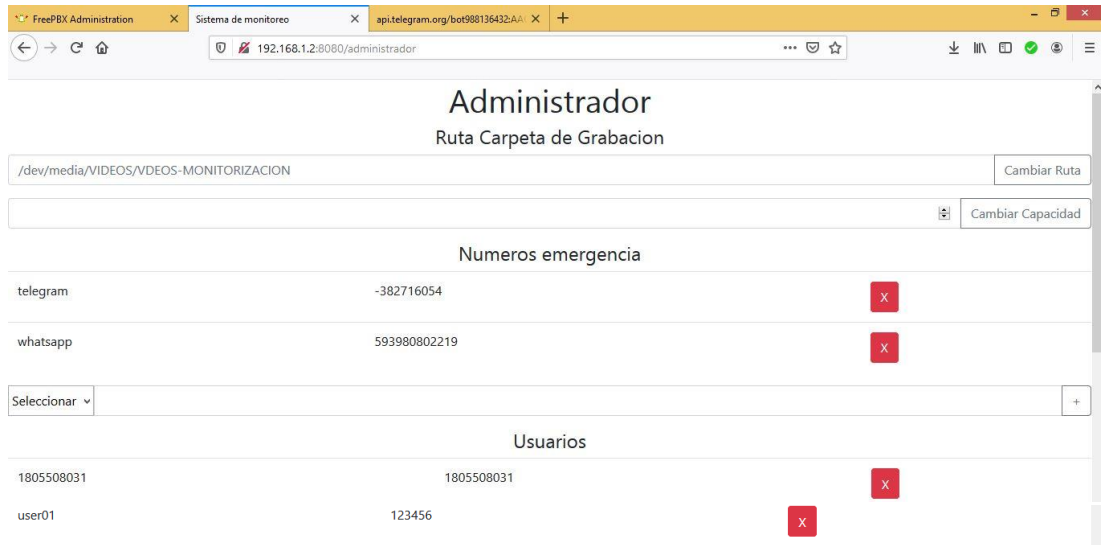 FreePBX Administration
Sistema de monitoreo
api.telegram.org/bot988136432:AA
192.168.1.2:8080/administrador
Administrador
Ruta Carpeta de Grabacion
/dev/media/VIDEOS/VDEOS-MONITORIZACION Cambiar Ruta
Cambiar Capacidad
Numeros emergencia
telegram -382716054 X
whatsapp 593980802219 X
Seleccionar +
Usuarios
1805508031 1805508031 X
user01 123456 X